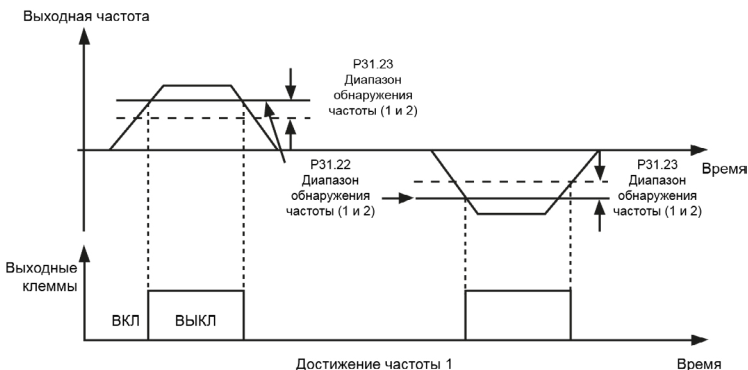 Выходная частота
P31.23
Диапазон
обнаружения
частоты (1 и 2)
P31.22
Диапазон
обнаружения
частоты (1 и 2)
P31.23
Диапазон
обнаружения
частоты (1 и 2)
Время
Выходные
клеммы
ВКЛ
ВЫКЛ
Достижение частоты 1
Время